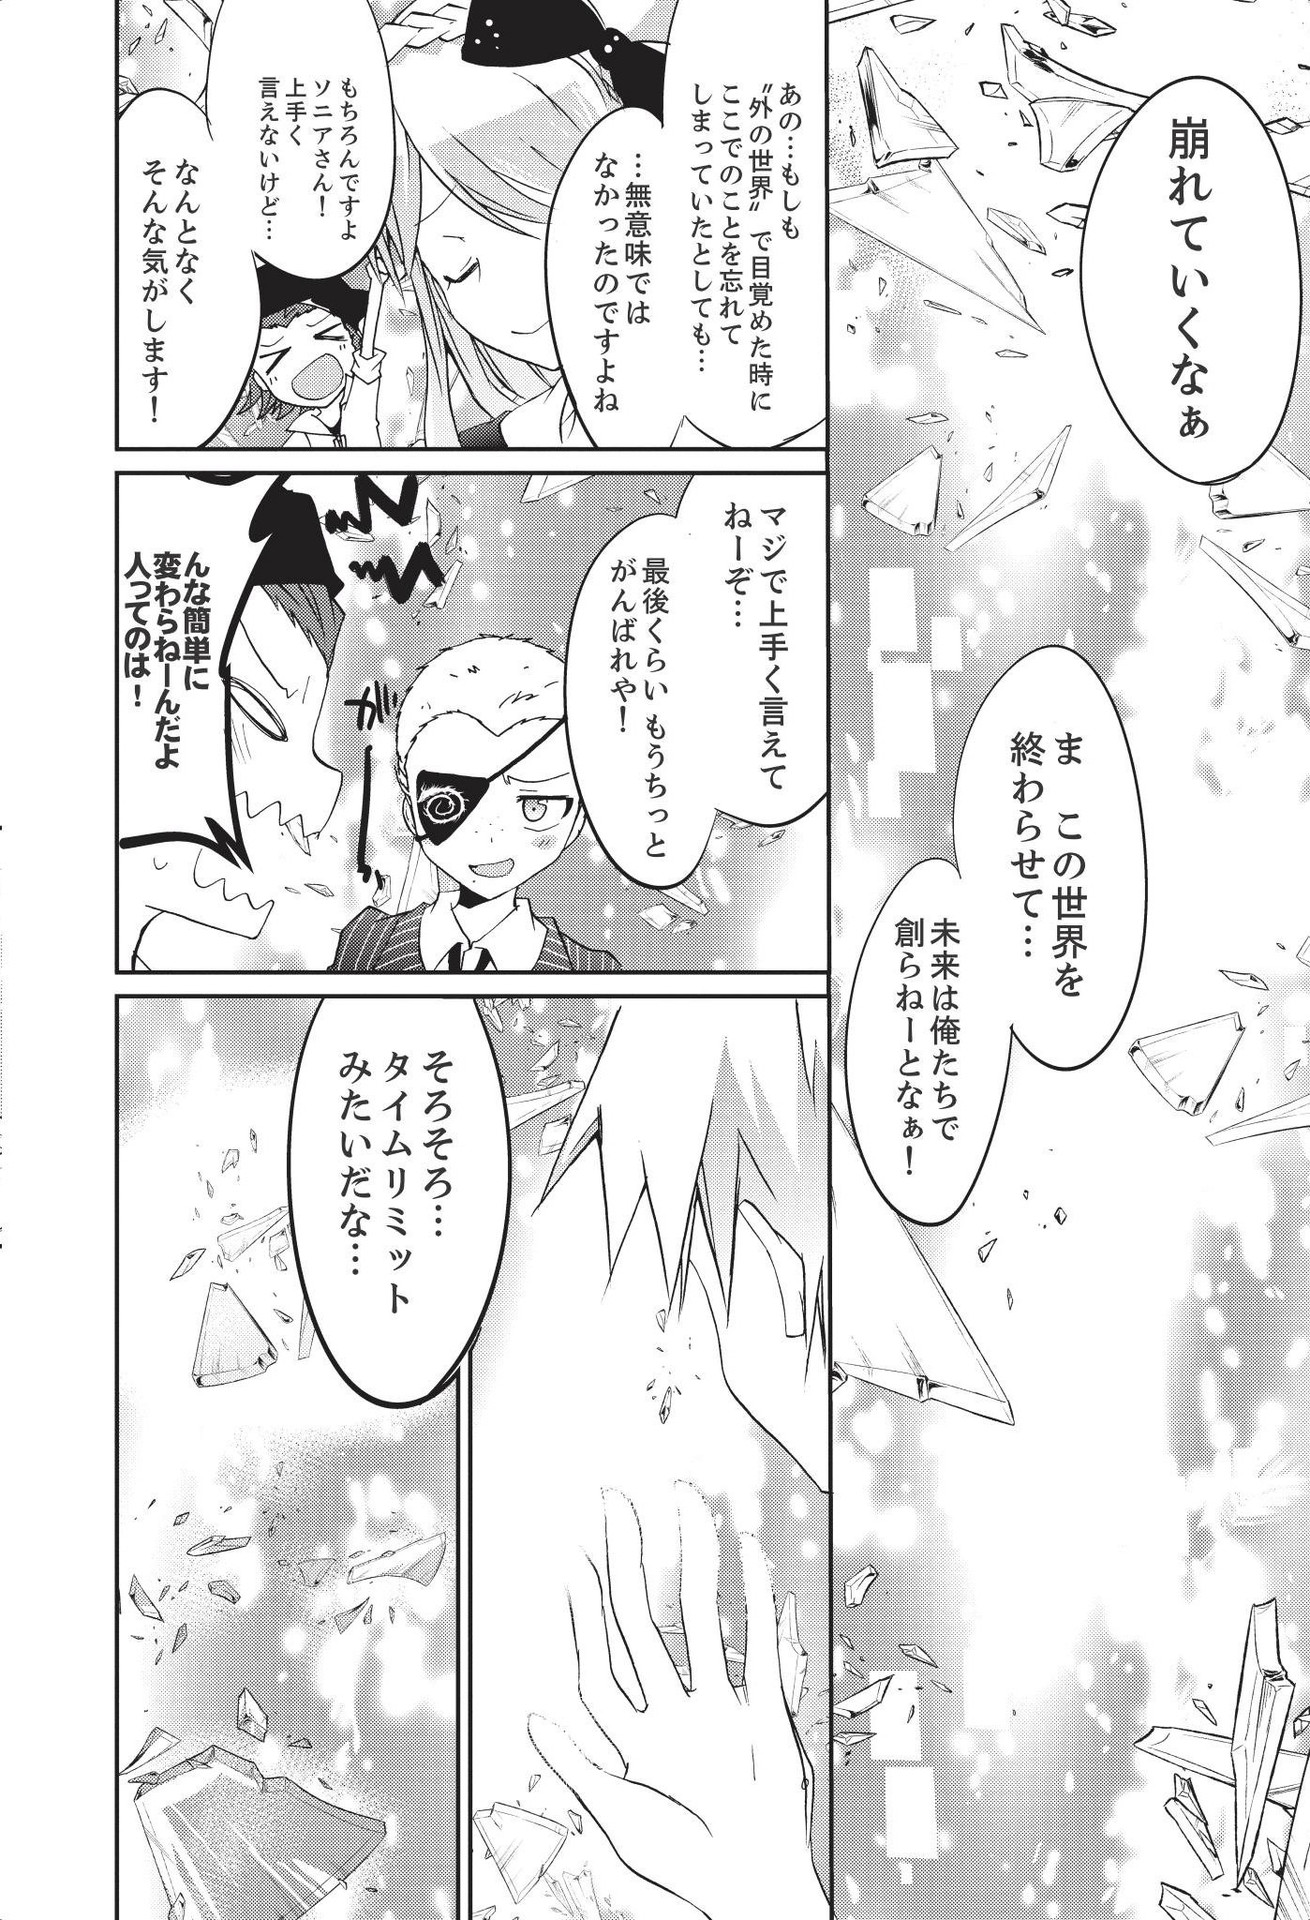 崩れていくなぁ
ま この世界を
終わらせて…
未来は俺たちで
創らねーとなぁ！
あの…もしも
〝外の世界〟で目覚めた時に
ここでのことを忘れて
しまっていたとしても…
…無意味では
なかったのですよね
もちろんですよ
ソニアさん！
上手く
言えないけど…
なんとなく
そんな気がします！
マジで上手く言えて
ねーぞ…
最後くらい もうちっと
がんばれや！
ガーん
んな簡単に
変わらねーんだよ
人ってのは！
そろそろ…
タイムリミット
みたいだな…